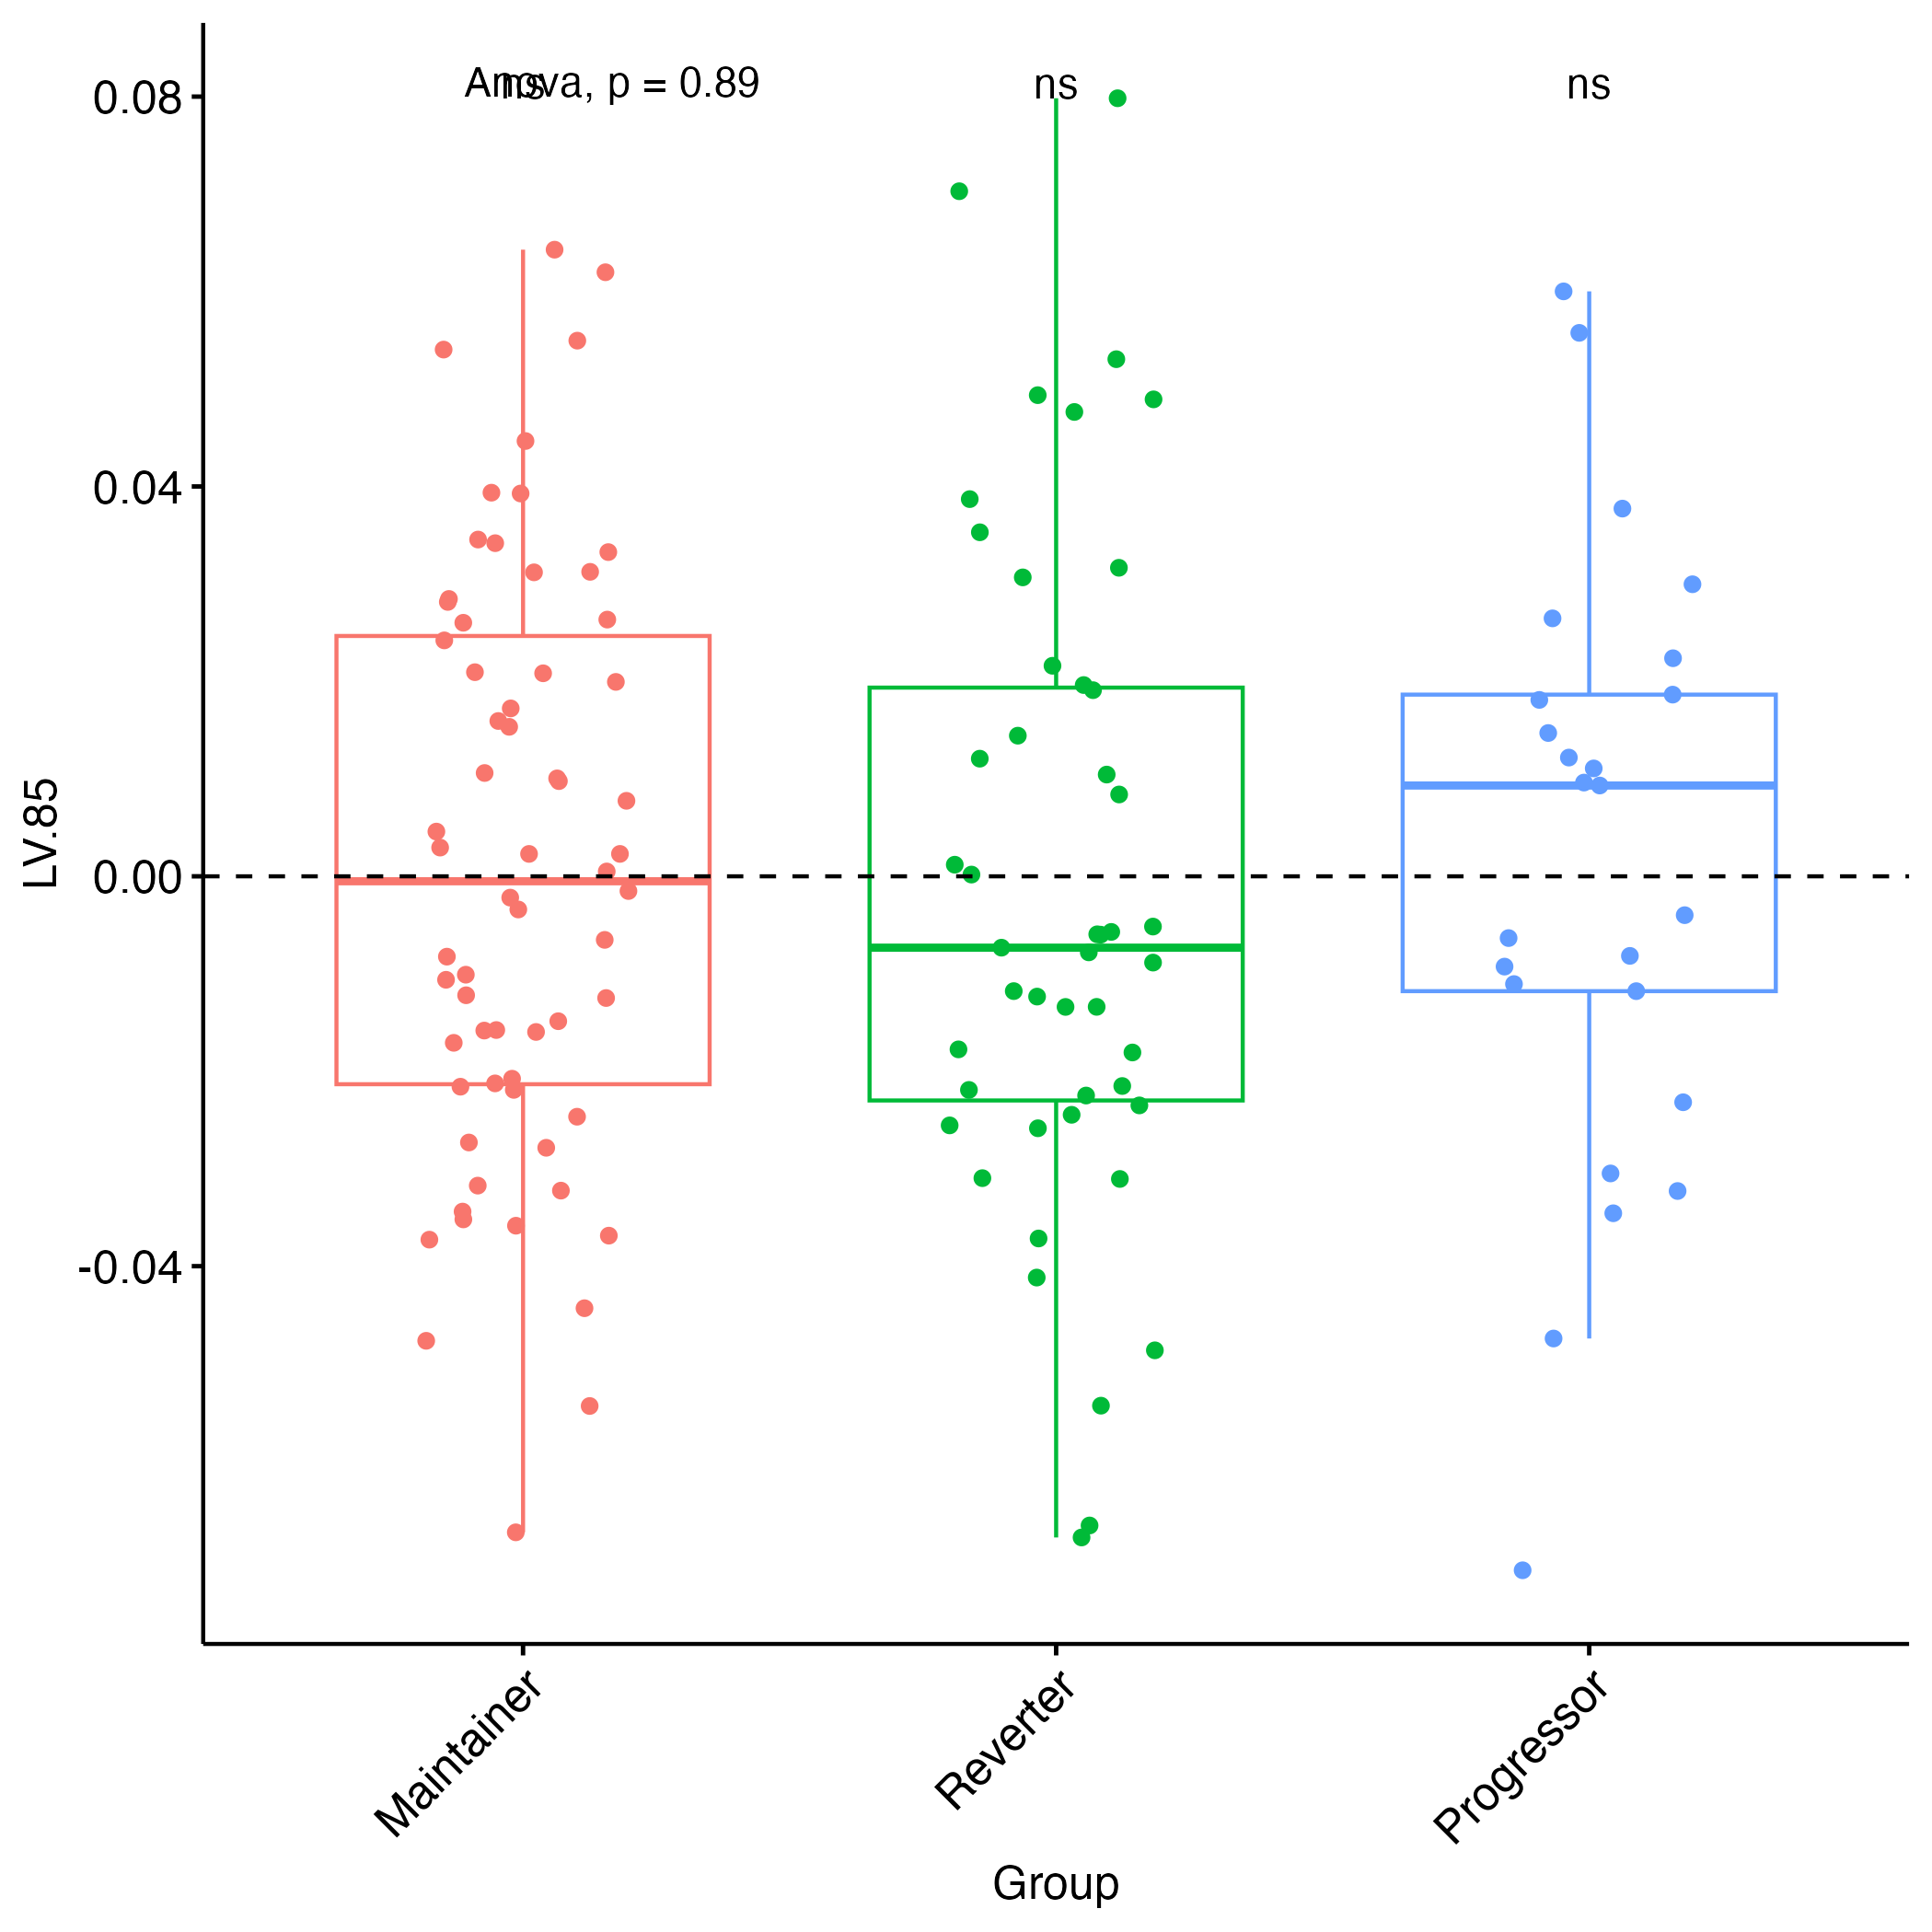 Anova, p = 0.89
ns
ns
ns
0.08
0.04
0.00
-0.04
LV.85
Maintainer
Reverter
Progressor
Group